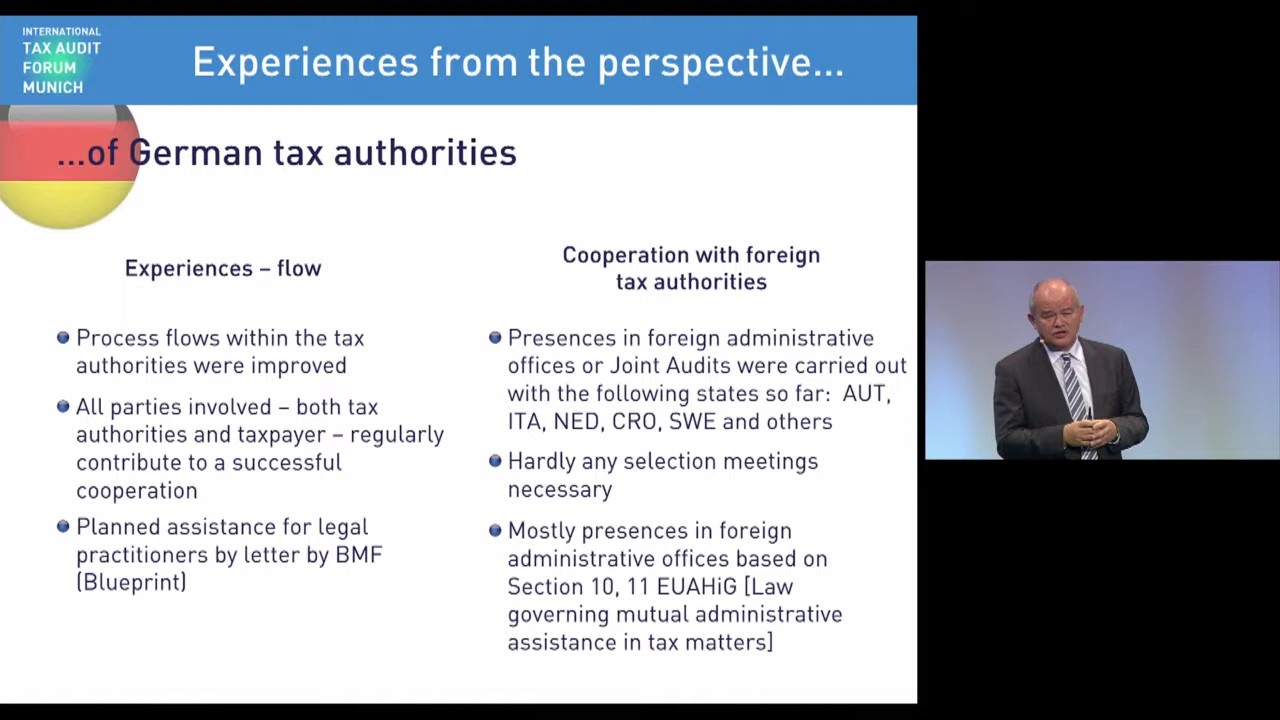 INTERNATIONAL
TAX AUDIT
FORUM
MUNICH
Experiences from the perspective...
...of German tax authorities
Experiences – flow
Process flows within the tax
authorities were improved
All parties involved – both tax
authorities and taxpayer – regularly
contribute to a successful
cooperation
Planned assistance for legal
practitioners by letter by BMF
(Blueprint)
Cooperation with foreign
tax authorities
Presences in foreign administrative
offices or Joint Audits were carried out
with the following states so far: AUT,
ITA, NED, CRO, SWE and others
Hardly any selection meetings
necessary
Mostly presences in foreign
administrative offices based on
Section 10, 11 EUAHiG [Law
governing mutual administrative
assistance in tax matters]